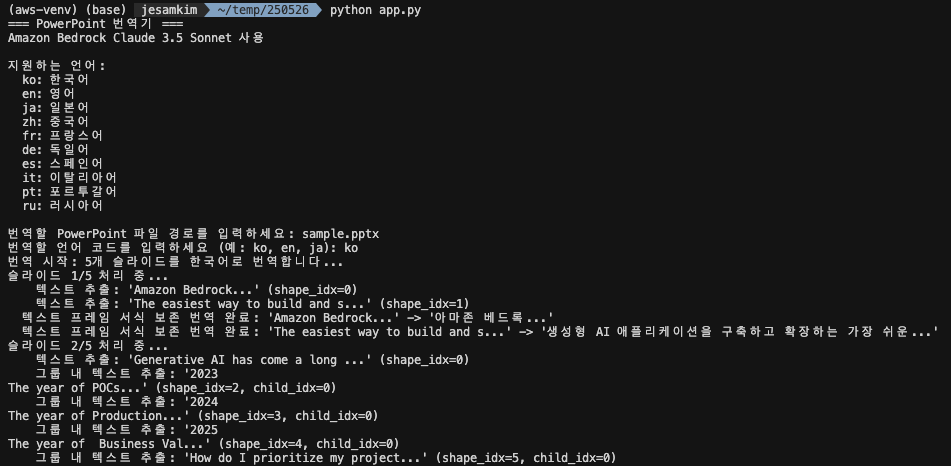 (aws-venv) (base) jesamkim ~/temp/250526 python app.py
=== PowerPoint 번역기 ===
Amazon Bedrock Claude 3.5 Sonnet 사용
지원하는 언어:
ko: 한국어
en: 영어
ja: 일본어
zh: 중국어
fr: 프랑스어
de: 독일어
es: 스페인어
it: 이탈리아어
pt: 포르투갈어
ru: 러시아어
번역할 PowerPoint 파일 경로를 입력하세요: sample.pptx
번역할 언어 코드를 입력하세요 (예: ko, en, ja): ko
번역 시작: 5개 슬라이드를 한국어로 번역합니다...
슬라이드 1/5 처리 중...
텍스트 추출: 'Amazon Bedrock...' (shape_idx=0)
텍스트 추출: 'The easiest way to build and s...' (shape_idx=1)
텍스트 프레임 서식 보존 번역 완료: 'Amazon Bedrock...' -> '아마존 베드록...'
텍스트 프레임 서식 보존 번역 완료: 'The easiest way to build and s...' -> '생성형 AI 애플리케이션을 구축하고 확장하는 가장 쉬운...'
슬라이드 2/5 처리 중...
텍스트 추출: 'Generative AI has come a long ...' (shape_idx=0)
그룹 내 텍스트 추출: '2023
The year of POCs...' (shape_idx=2, child_idx=0)
그룹 내 텍스트 추출: '2024
The year of Production...' (shape_idx=3, child_idx=0)
그룹 내 텍스트 추출: '2025
The year of  Business Val...' (shape_idx=4, child_idx=0)
그룹 내 텍스트 추출: 'How do I prioritize my project...' (shape_idx=5, child_idx=0)